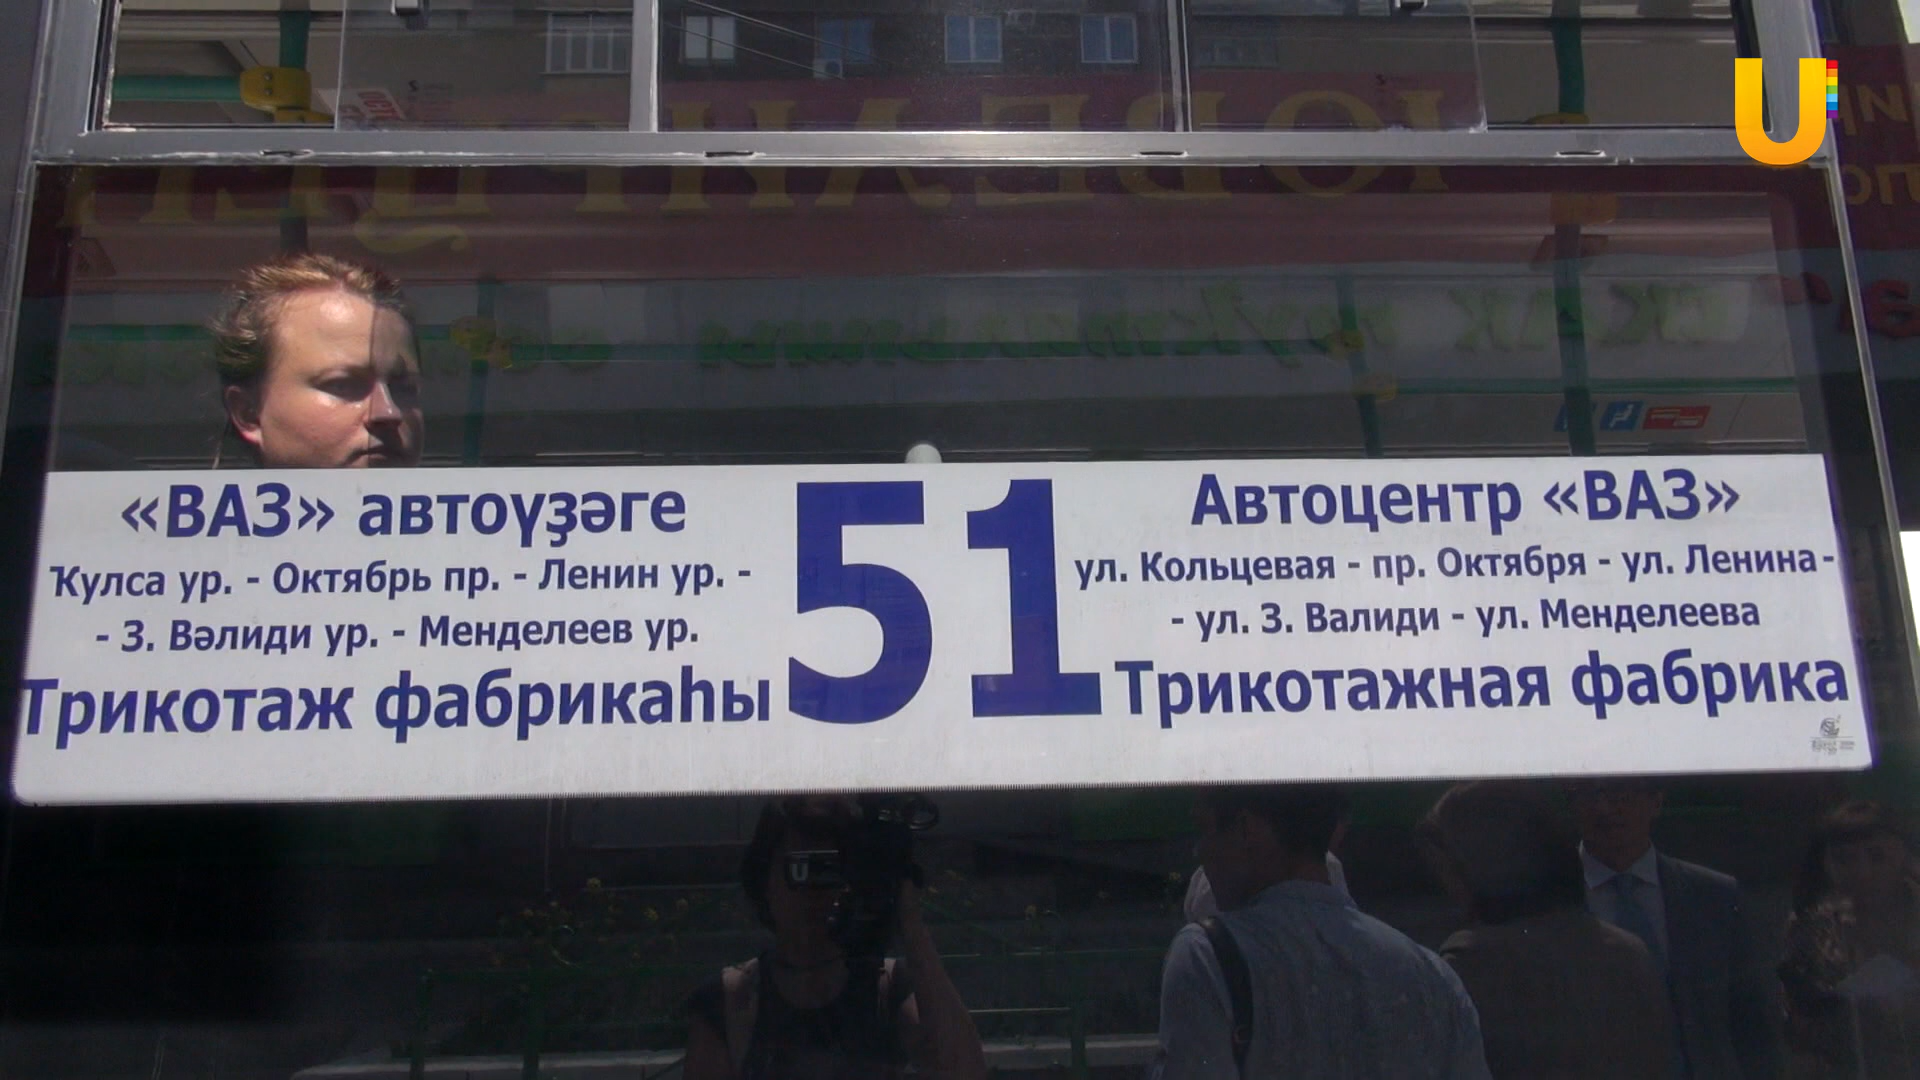 «ВАЗ» автоүҙәге
Ҡулса ур. - Октябрь пр. - Ленин ур. -
- З. Вәлиди ур. - Менделеев ур.
Трикотаж фабрикаһы
51
Автоцентр «ВАЗ»
ул. Кольцевая - пр. Октября - ул. Ленина -
- ул. З. Валиди - ул. Менделеева
Трикотажная фабрика
U